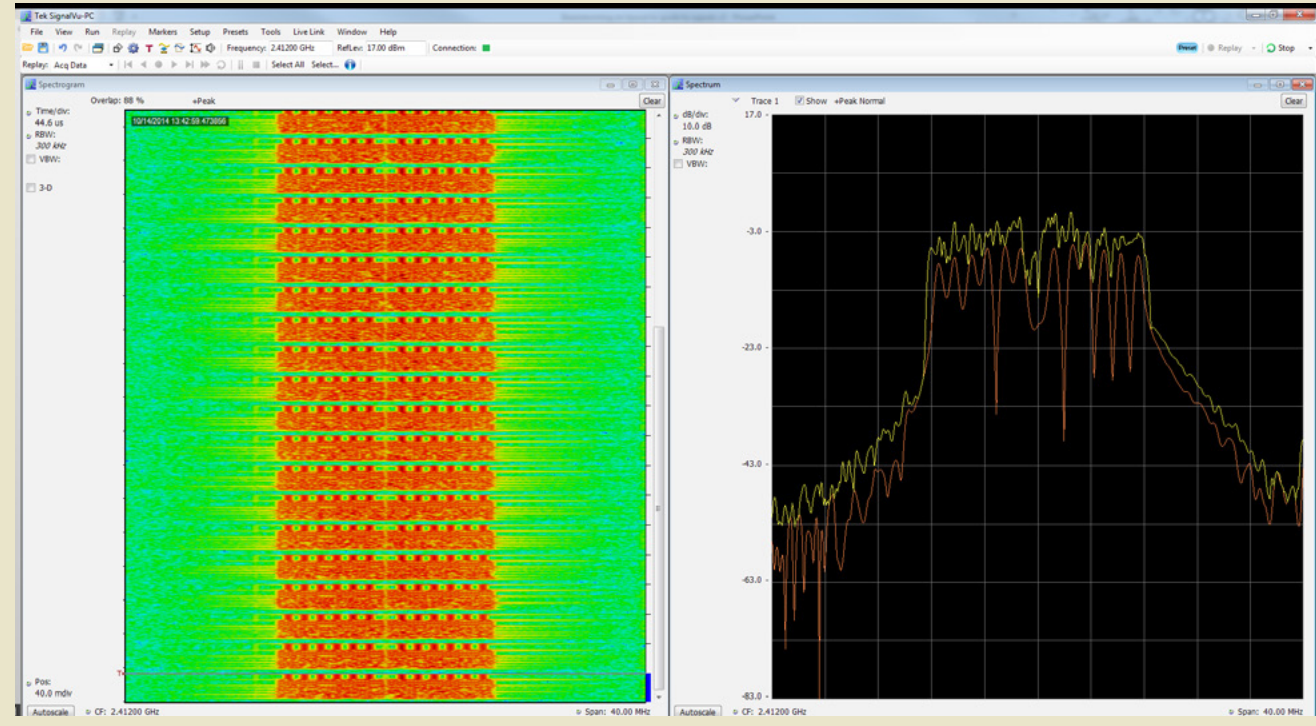 Tek SignalVu-PC
File View Run Replay Markers Setup Presets Tools Live Link Window Help
Frequency: 2.41200 GHz RefLev: 17.00 dBm Connection: Preset Replay Stop
Replay: Acq Data Select All Select...
Spectrogram
Overlap: 88 % +Peak Clear
Time/div:
44.6 us
RBW:
300 kHz
VBW:
3-D
10/14/2014 13:42:59.473856
T
Pos:
40.0 mdiv
Autoscale CF: 2.41200 GHz Span: 40.00 MHz
Spectrum
Trace 1 Show +Peak Normal Clear
dB/div:
10.0 dB
RBW:
300 kHz
VBW:
17.0
-3.0
-23.0
-43.0
-63.0
-83.0
Autoscale CF: 2.41200 GHz Span: 40.00 MHz